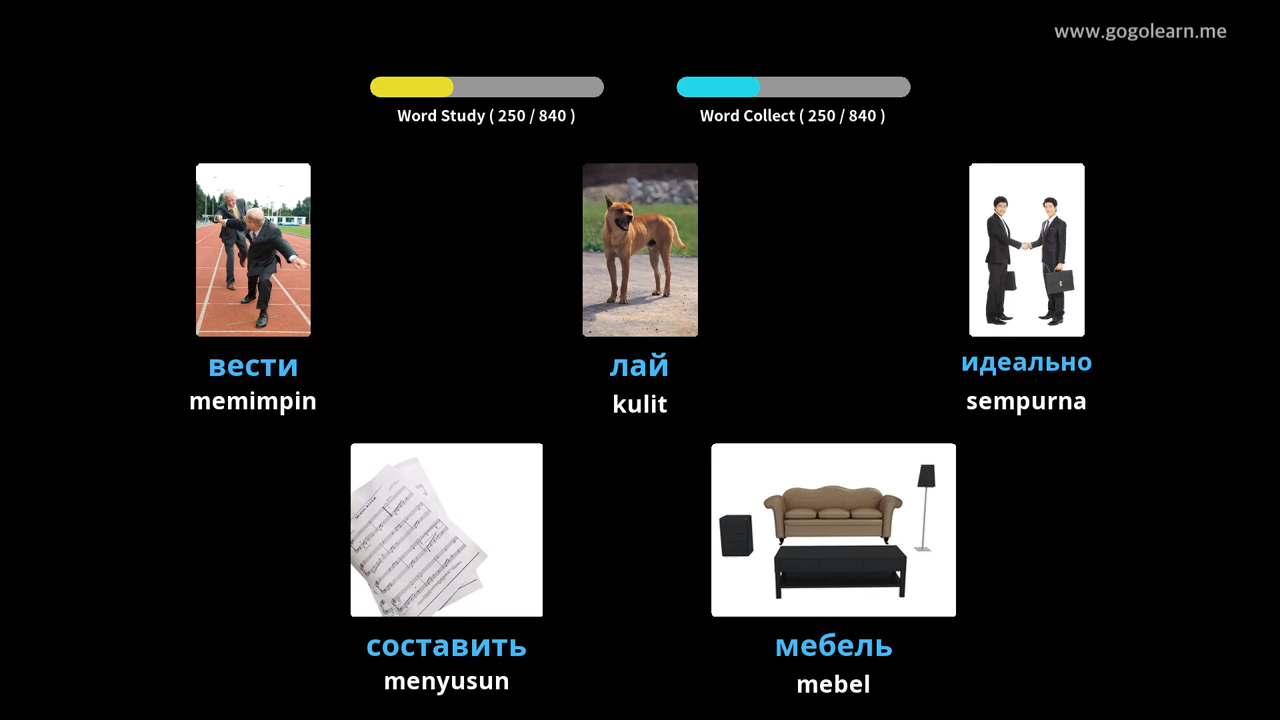 www.gogolearn.me
Word Study ( 250 / 840 )
Word Collect ( 250 / 840 )
вести
memimpin
лай
kulit
идеально
sempurna
составить
menyusun
мебель
mebel